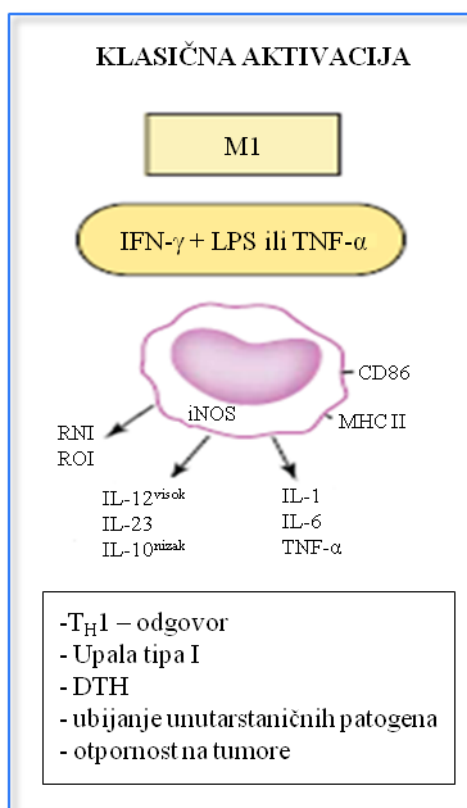 KLASIČNA AKTIVACIJA
M1
IFN-γ + LPS ili TNF-α
CD86
iNOS
MHC II
RNI
ROI
IL-12visok
IL-23
IL-10nizak
IL-1
IL-6
TNF-α
-TH1 – odgovor
- Upala tipa I
- DTH
- ubijanje unutarstaničnih patogena
- otpornost na tumore